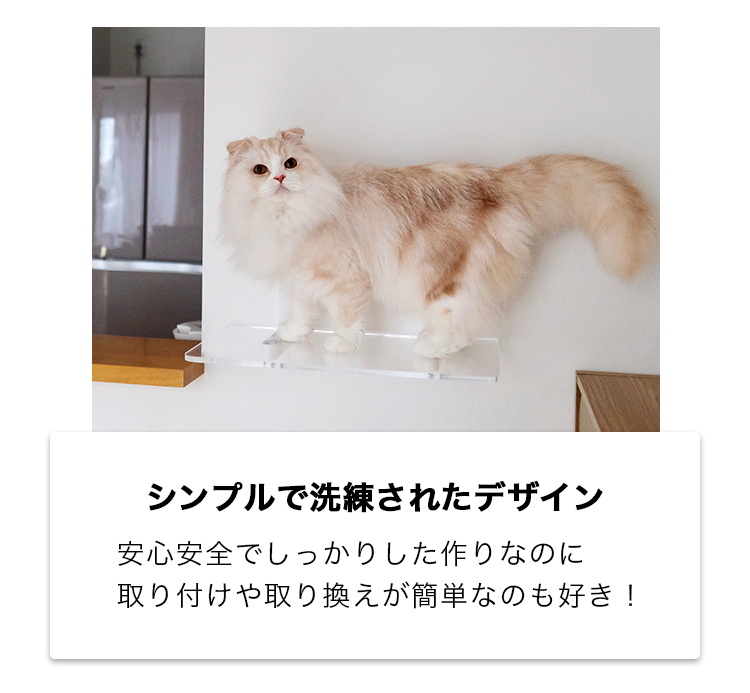 シンプルで洗練されたデザイン
安心安全でしっかりした作りなのに
取り付けや取り換えが簡単なのも好き！